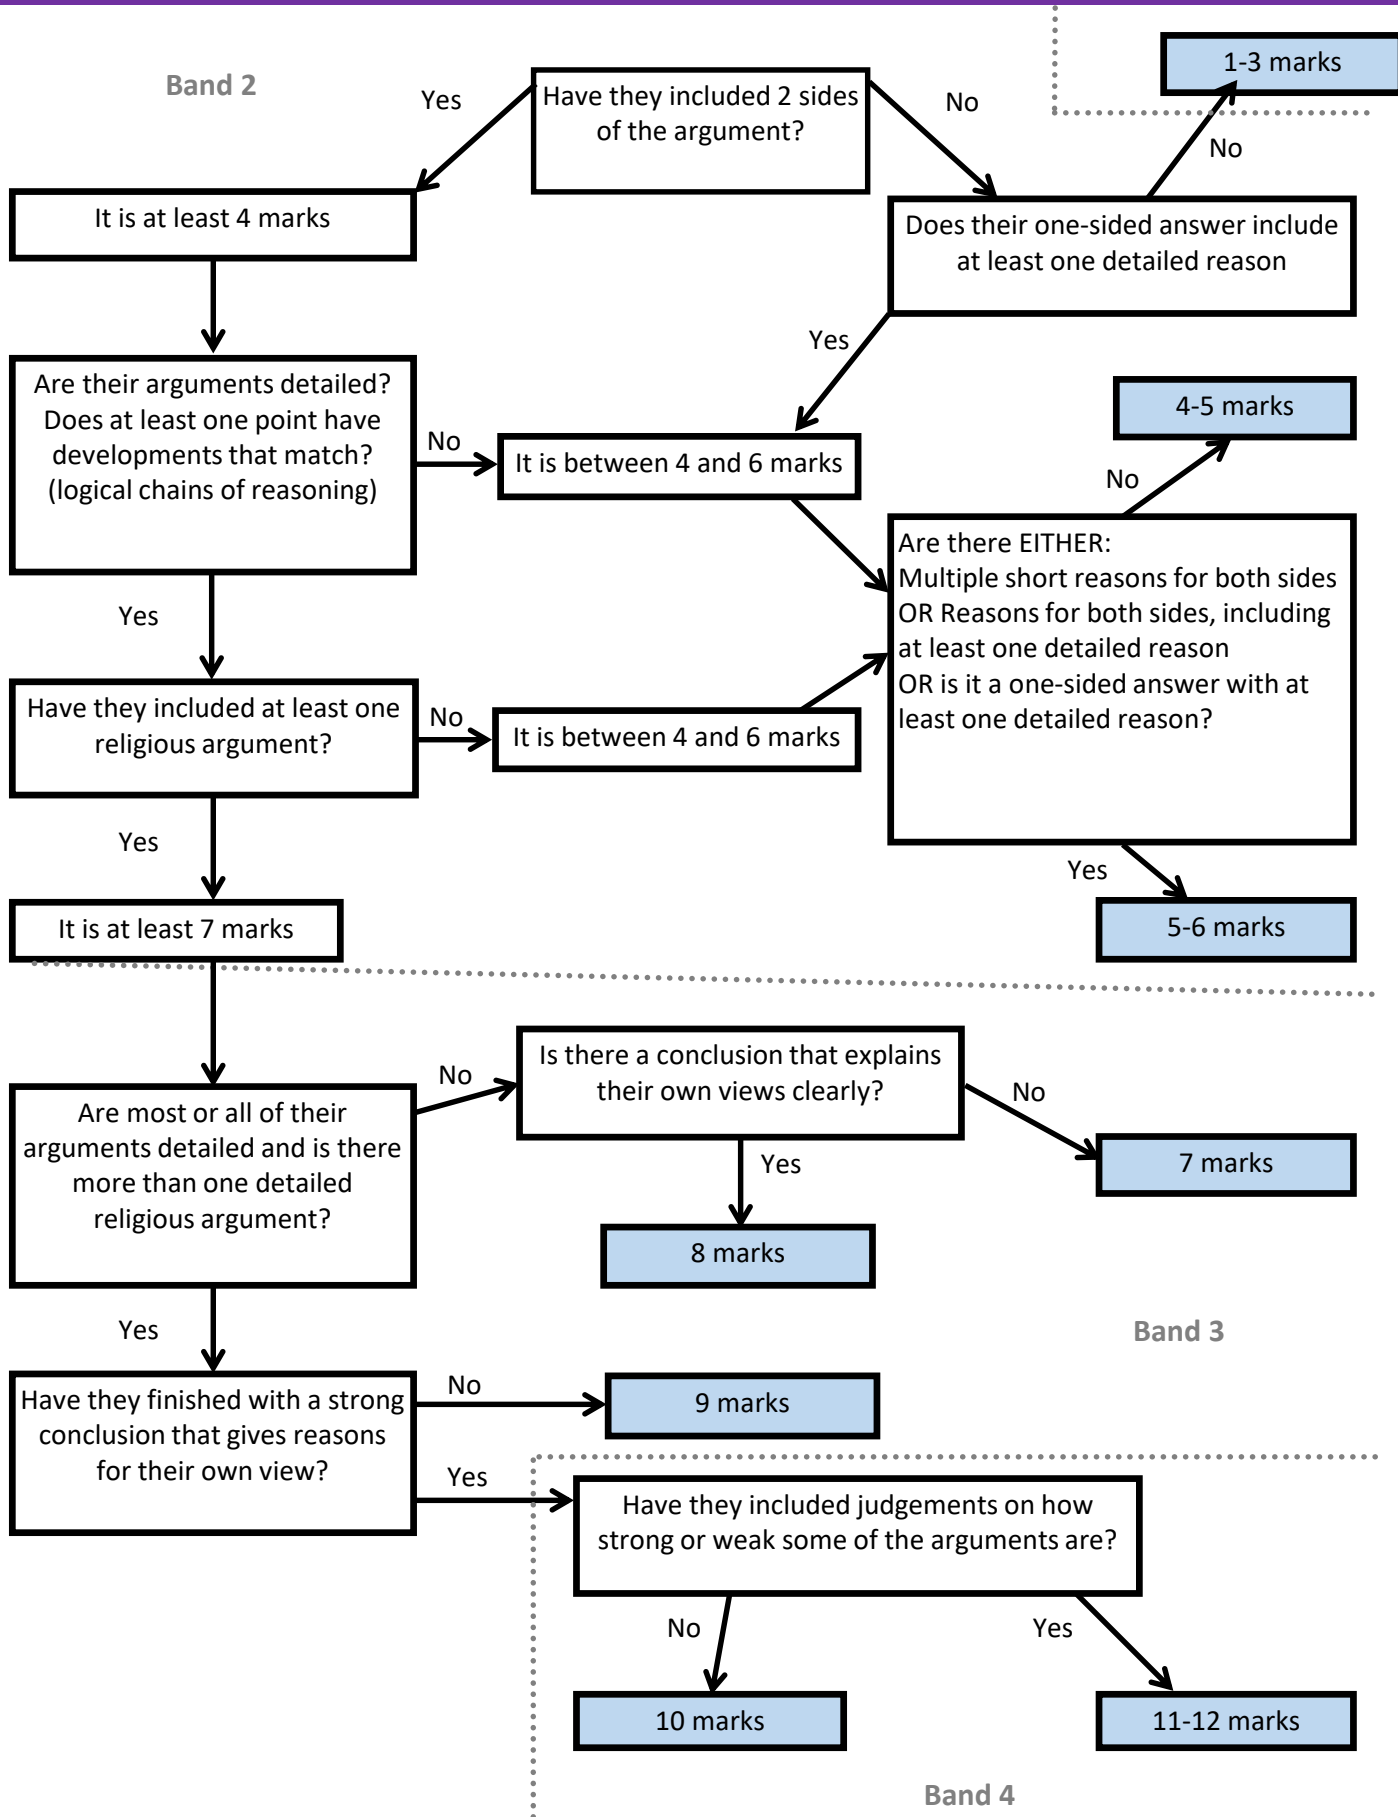 1-3 marks
Band 2
Yes
Have they included 2 sides
of the argument?
No
No
It is at least 4 marks
Does their one-sided answer include
at least one detailed reason
Yes
Are their arguments detailed?
Does at least one point have
developments that match?
(logical chains of reasoning)
No
It is between 4 and 6 marks
4-5 marks
No
Are there EITHER:
Multiple short reasons for both sides
OR Reasons for both sides, including
at least one detailed reason
OR is it a one-sided answer with at
least one detailed reason?
Yes
Have they included at least one
religious argument?
No
It is between 4 and 6 marks
Yes
Yes
It is at least 7 marks
5-6 marks
Is there a conclusion that explains
their own views clearly?
No
No
Are most or all of their
arguments detailed and is there
more than one detailed
religious argument?
Yes
7 marks
8 marks
Yes
Band 3
Have they finished with a strong
conclusion that gives reasons
for their own view?
No
9 marks
Yes
Have they included judgements on how
strong or weak some of the arguments are?
No
Yes
10 marks
11-12 marks
Band 4